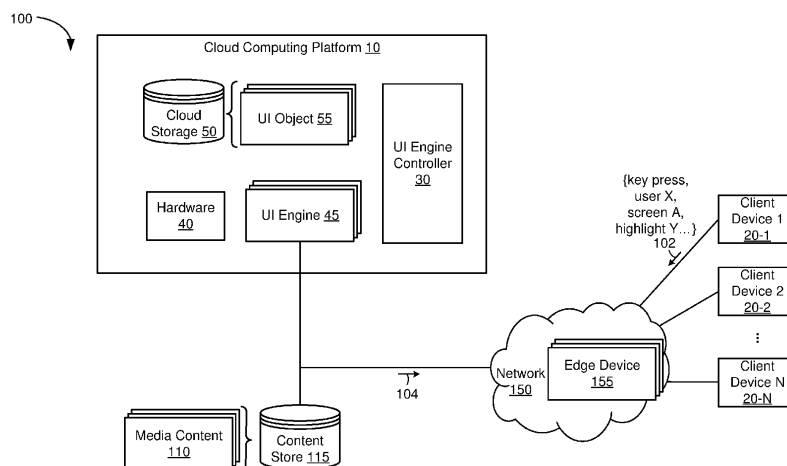 100
Cloud Computing Platform 10
Cloud
Storage 50
UI Object 55
UI Engine
Controller
30
Hardware
40
UI Engine 45
{key press,
user X,
screen A,
highlight Y...}
102
Client
Device 1
20-1
Client
Device 2
20-2
⋮
Client
Device N
20-N
Network
150
Edge Device
155
104
Media Content
110
Content
Store 115